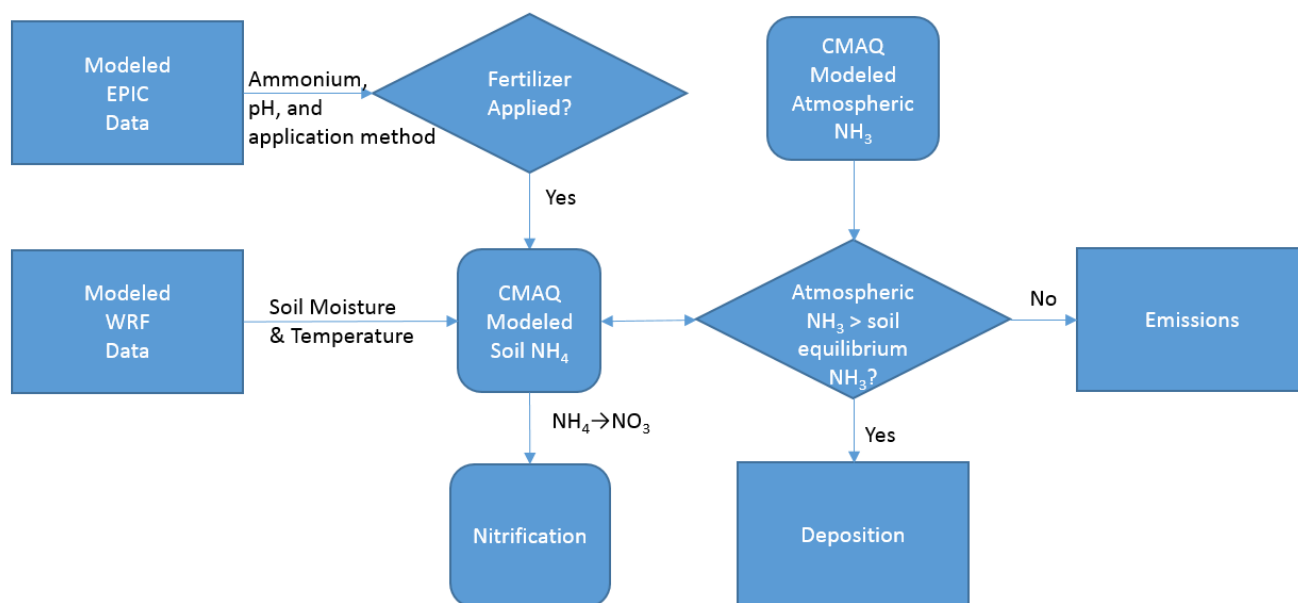 Modeled
EPIC
Data
Ammonium,
pH, and
application method
Fertilizer
Applied?
CMAQ
Modeled
Atmospheric
NH₃
Yes
Modeled
WRF
Data
Soil Moisture
& Temperature
CMAQ
Modeled
Soil NH₄
Atmospheric
NH₃ > soil
equilibrium
NH₃?
No
Emissions
NH₄→NO₃
Yes
Nitrification
Deposition